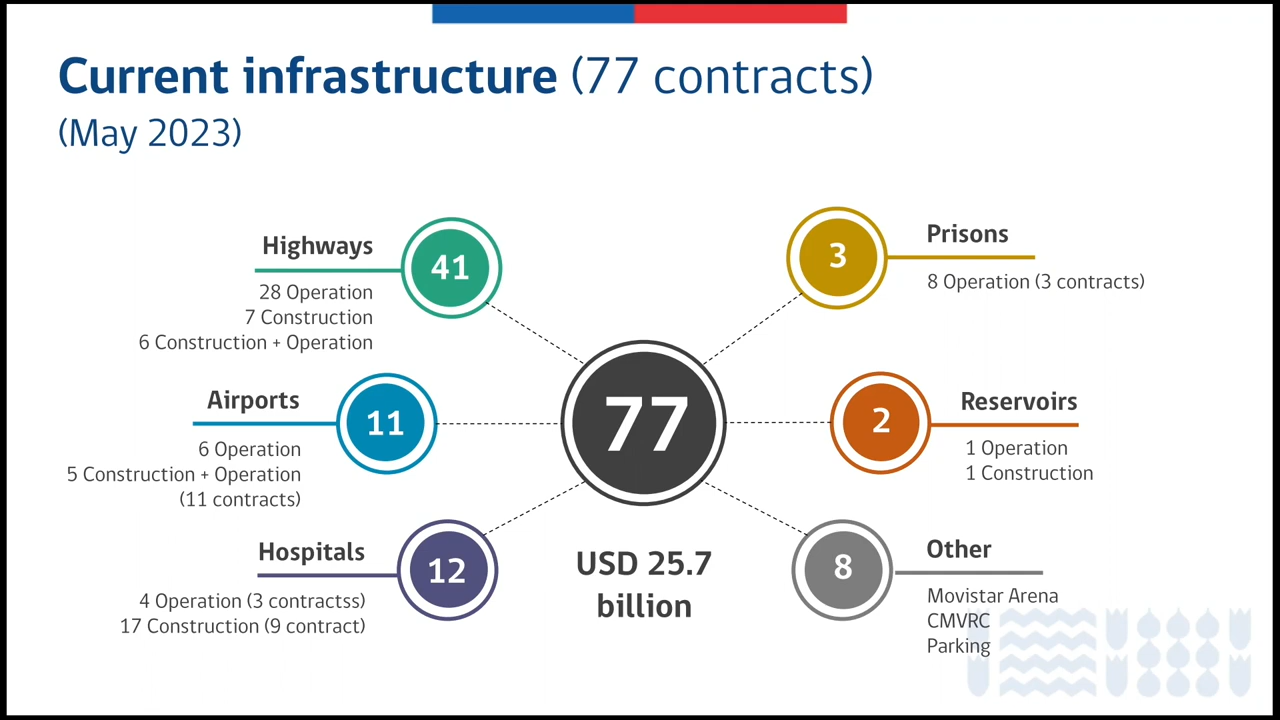 Current infrastructure (77 contracts)
(May 2023)
Highways
41
28 Operation
7 Construction
6 Construction + Operation
Airports
11
6 Operation
5 Construction + Operation
(11 contracts)
Hospitals
12
4 Operation (3 contractss)
17 Construction (9 contract)
77
USD 25.7
billion
3
Prisons
8 Operation (3 contracts)
2
Reservoirs
1 Operation
1 Construction
8
Other
Movistar Arena
CMVRC
Parking